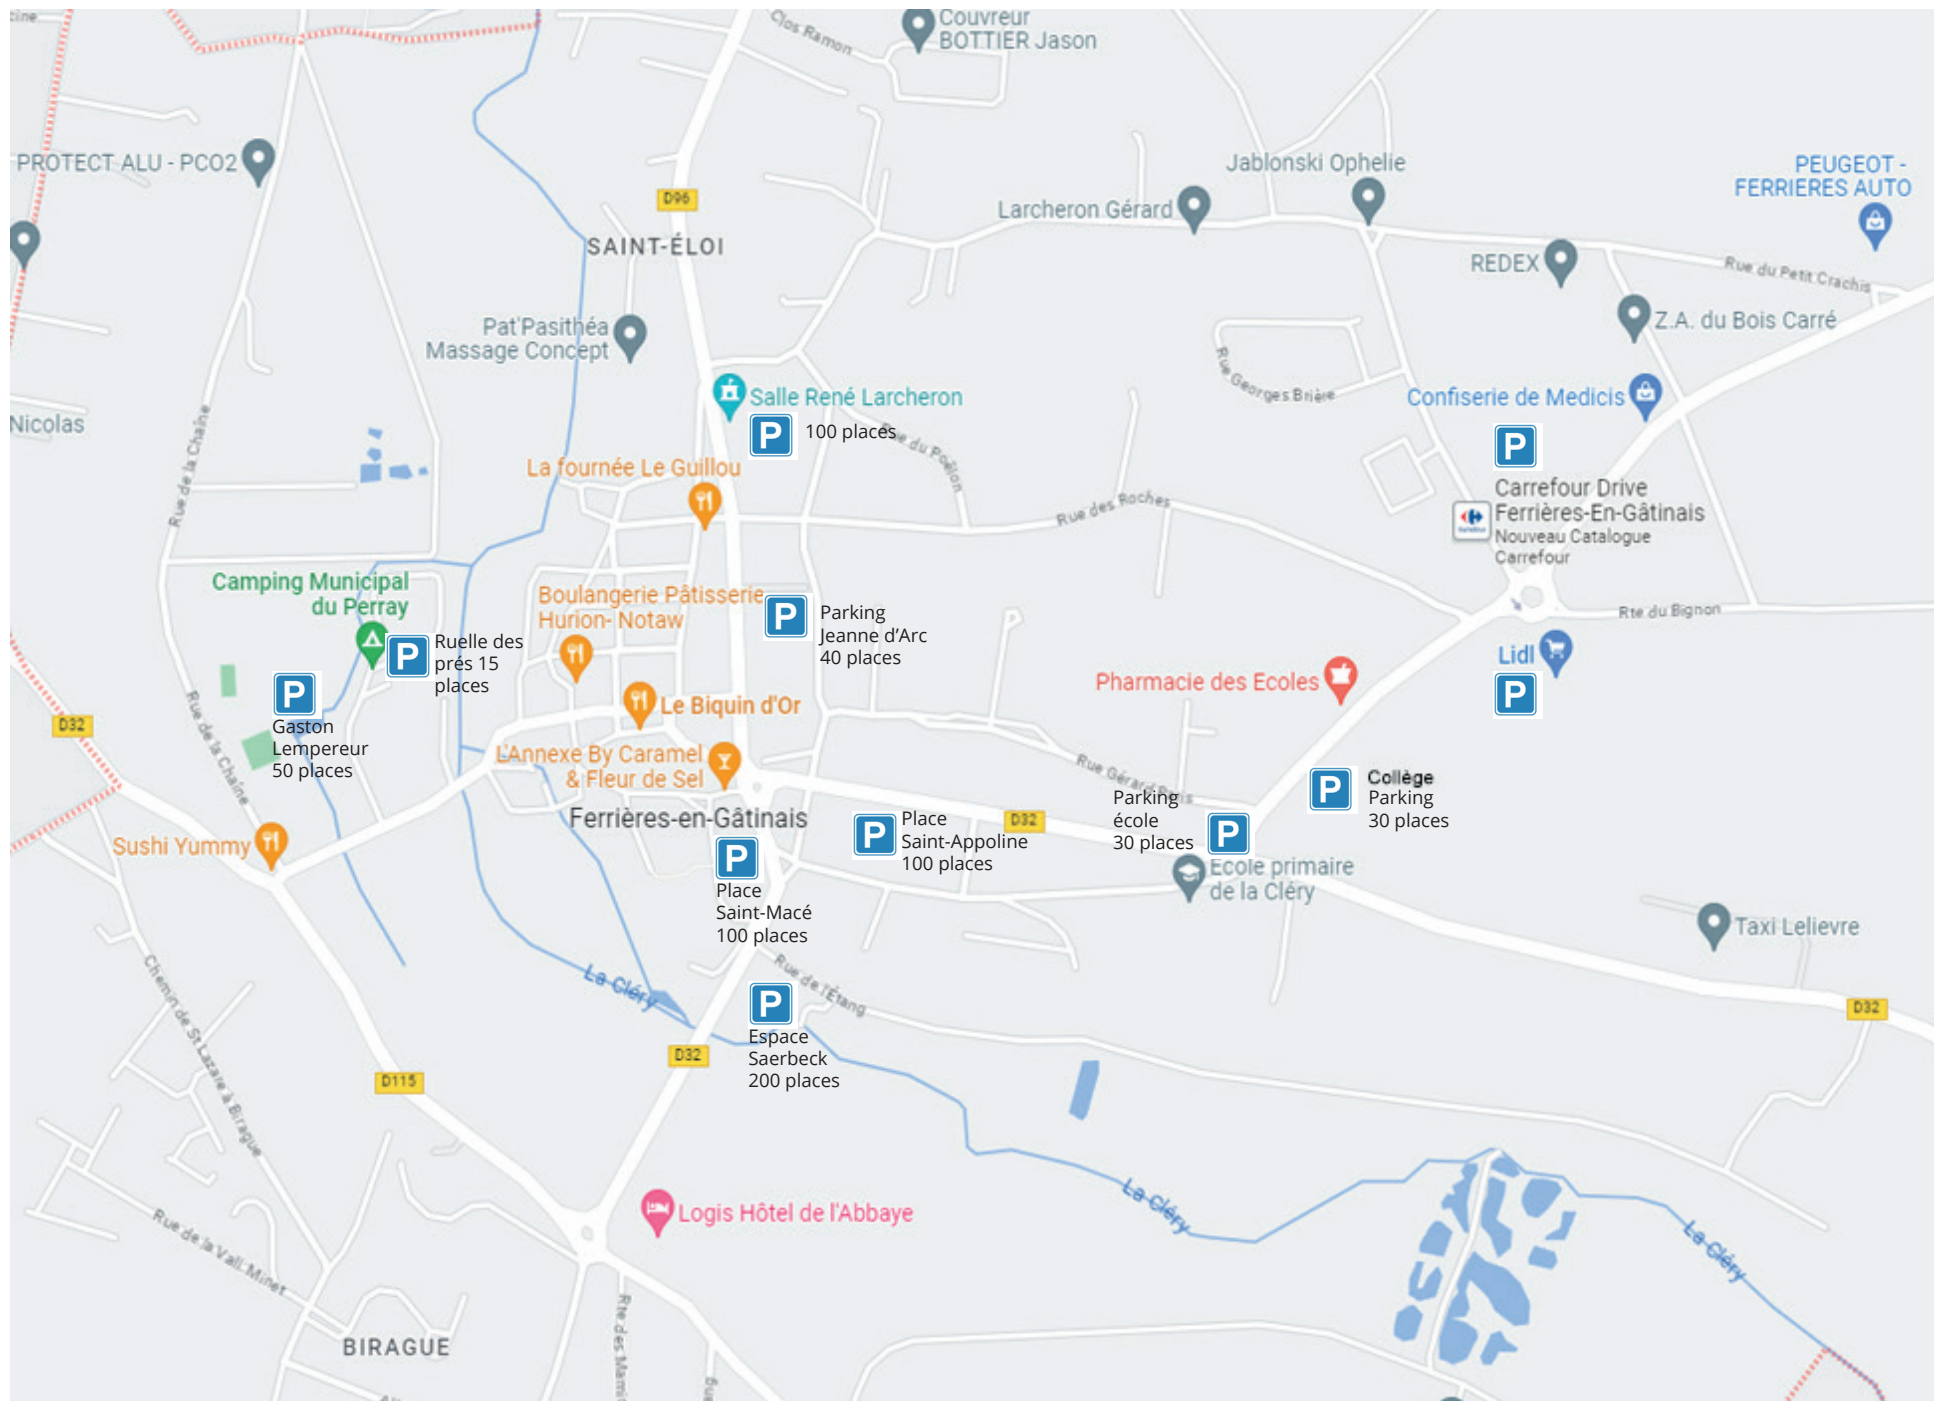 cine
Clos Ramon
Couvreur
BOTTIER Jason
PROTECT ALU - PCO2
D96
SAINT-ÉLOI
Larcheron Gérard
Jablonski Ophelie
PEUGEOT -
FERRIERES AUTO
REDEX
Rue du Petit Crachis
Z.A. du Bois Carré
Pat'Pasithéa
Massage Concept
Rue Georges Brière
Salle René Larcheron
P
100 places
Rue du Poêlon
Confiserie de Medicis
P
Nicolas
Rue de la Chaîne
La fournée Le Guillou
Rue des Roches
Carrefour Drive
Ferrières-En-Gâtinais
Nouveau Catalogue
Carrefour
Camping Municipal
du Perray
P
Ruelle des
prés 15
places
Boulangerie Pâtisserie
Hurion- Notaw
P
Parking
Jeanne d'Arc
40 places
Rte du Bignon
Lidl
P
Pharmacie des Ecoles
P
Gaston
Lempereur
50 places
Rue de la Chaîne
D32
Le Biquin d'Or
L'Annexe By Caramel
& Fleur de Sel
Rue Gérard Paris
Ferrières-en-Gâtinais
P
Place
Saint-Appoline
100 places
D32
Parking
école
30 places
P
P
Collège
Parking
30 places
Sushi Yummy
P
Place
Saint-Macé
100 places
Ecole primaire
de la Cléry
Taxi Lelievre
Chemin de St Lazare à Birague
La Cléry
Rue de l'Étang
P
Espace
Saerbeck
200 places
D32
D32
D115
Logis Hôtel de l'Abbaye
La Cléry
La Cléry
Rue de la Vall. Minet
BIRAGUE
Rte des Mami